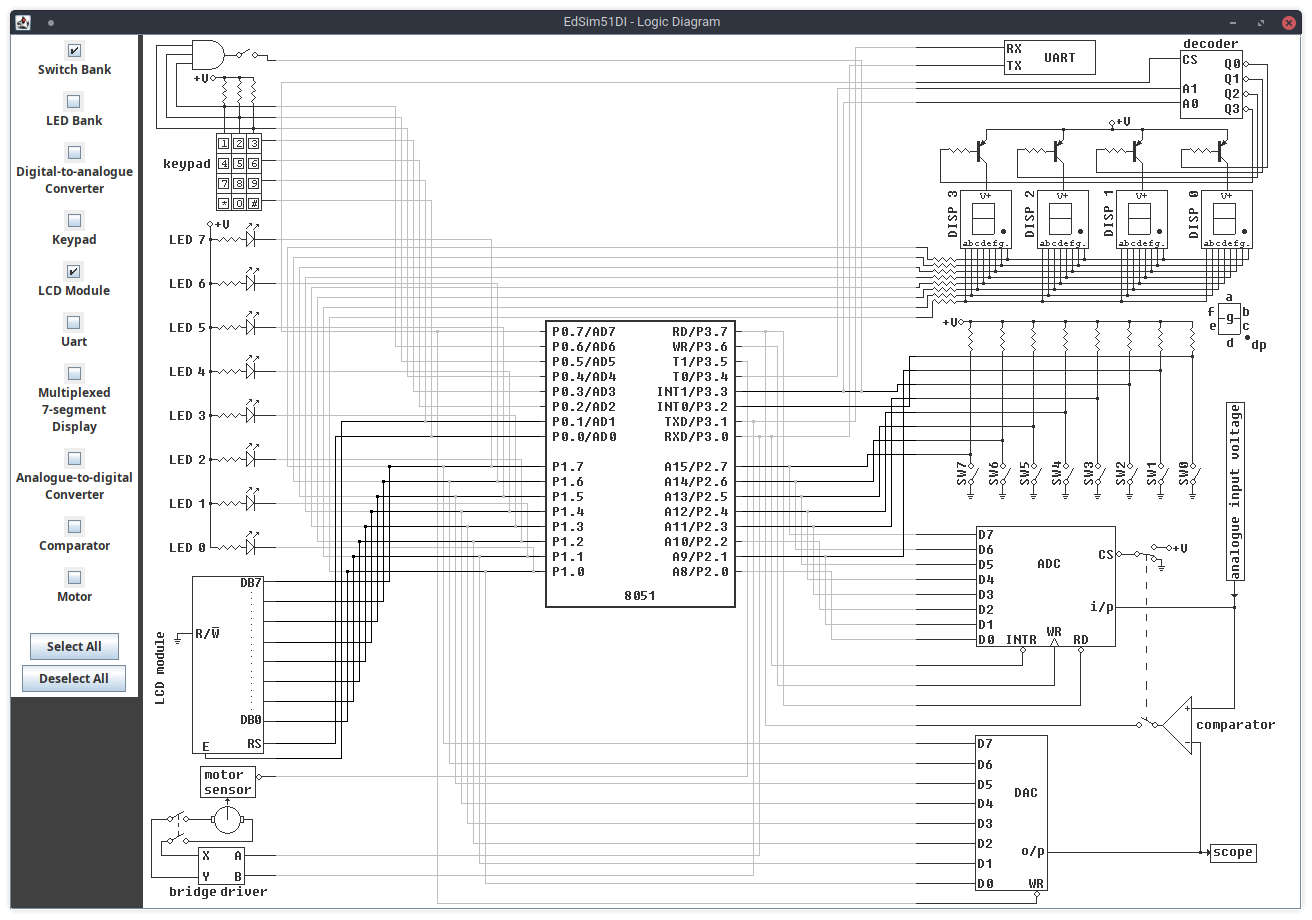 EdSim51DI - Logic Diagram
Switch Bank
LED Bank
Digital-to-analogue
Converter
Keypad
LCD Module
Uart
Multiplexed
7-segment
Display
Analogue-to-digital
Converter
Comparator
Motor
Select All
Deselect All
+V
keypad
1 2 3
4 5 6
7 8 9
* 0 #
+V
LED 7
LED 6
LED 5
LED 4
LED 3
LED 2
LED 1
LED 0
LCD module
DB7
R/W̅
DB0
RS
E
motor
sensor
X A
Y B
bridge driver
P0.7/AD7 RD/P3.7
P0.6/AD6 WR/P3.6
P0.5/AD5 T1/P3.5
P0.4/AD4 T0/P3.4
P0.3/AD3 INT1/P3.3
P0.2/AD2 INT0/P3.2
P0.1/AD1 TXD/P3.1
P0.0/AD0 RXD/P3.0
P1.7 A15/P2.7
P1.6 A14/P2.6
P1.5 A13/P2.5
P1.4 A12/P2.4
P1.3 A11/P2.3
P1.2 A10/P2.2
P1.1 A9/P2.1
P1.0 A8/P2.0
8051
RX
TX
UART
decoder
CS
Q0
Q1
A1
Q2
A0
Q3
+V
DISP 3
V+
abcdefg.
DISP 2
V+
abcdefg.
DISP 1
V+
abcdefg.
DISP 0
V+
abcdefg.
a
f b
g
e c
d
dp
+V
SW7
SW6
SW5
SW4
SW3
SW2
SW1
SW0
analogue input voltage
D7
D6
D5
D4
D3
D2
D1
D0
ADC
CS
+V
i/p
INTR WR RD
comparator
+
−
D7
D6
D5
D4
D3
D2
D1
D0
DAC
o/p
WR
scope